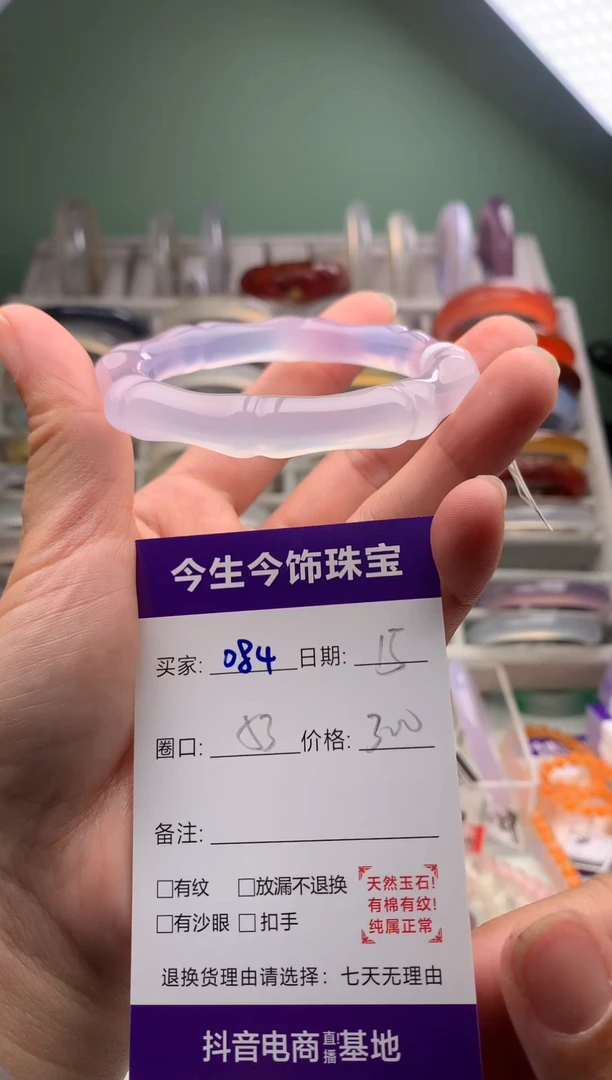 今生今饰珠宝
买家: 084 日期: 15
圈口: 53 价格: 300
备注:
□有纹 □放漏不退换
□有沙眼 □扣手
天然玉石!
有棉有纹!
纯属正常
退换货理由请选择: 七天无理由
抖音电商直播基地